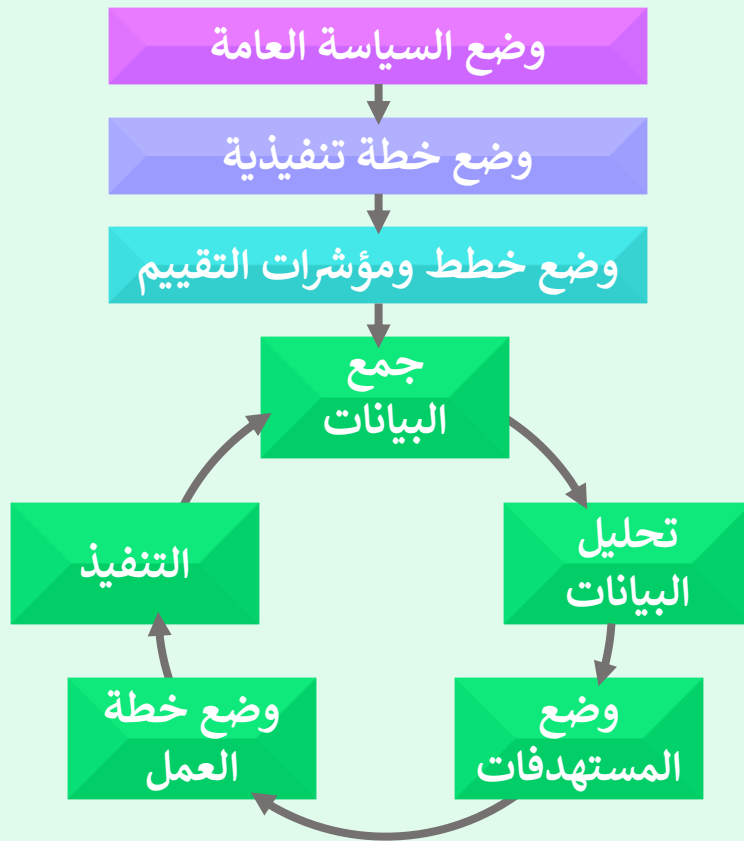 وضع السياسة العامة
وضع خطة تنفيذية
وضع خطط ومؤشرات التقييم
جمع
البيانات
تحليل
البيانات
وضع
المستهدفات
وضع خطة
العمل
التنفيذ